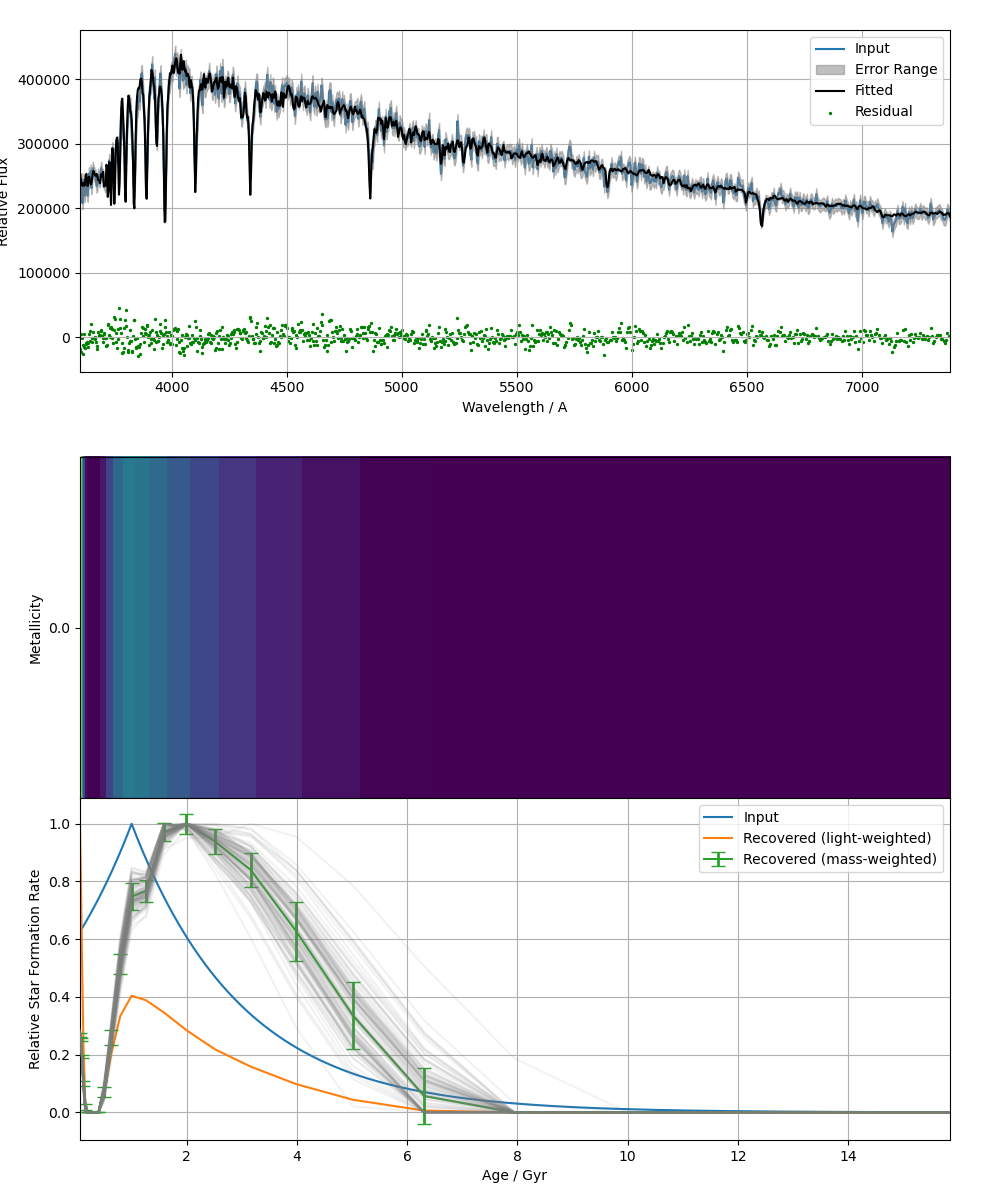 400000
300000
200000
100000
0
Relative Flux
Input
Error Range
Fitted
Residual
4000
4500
5000
5500
6000
6500
7000
Wavelength / A
Metallicity
0.0
1.0
0.8
0.6
0.4
0.2
0.0
Relative Star Formation Rate
Input
Recovered (light-weighted)
Recovered (mass-weighted)
2
4
6
8
10
12
14
Age / Gyr